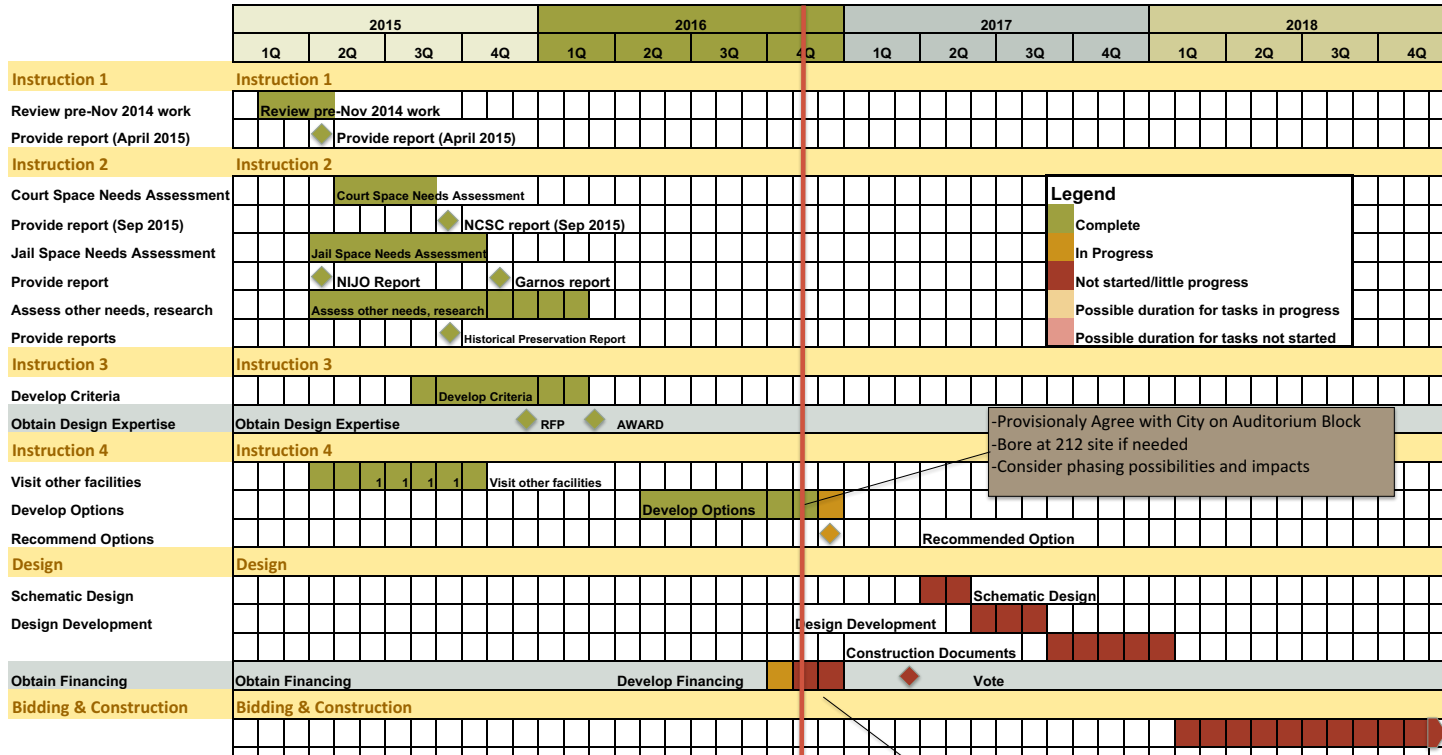 2015 2016 2017 2018
1Q 2Q 3Q 4Q 1Q 2Q 3Q 4Q 1Q 2Q 3Q 4Q 1Q 2Q 3Q 4Q
Instruction 1 Instruction 1
Review pre-Nov 2014 work Review pre-Nov 2014 work
Provide report (April 2015) Provide report (April 2015)
Instruction 2 Instruction 2
Court Space Needs Assessment Court Space Needs Assessment
Provide report (Sep 2015) NCSC report (Sep 2015)
Jail Space Needs Assessment Jail Space Needs Assessment
Provide report NIJO Report Garnos report
Assess other needs, research Assess other needs, research
Provide reports Historical Preservation Report
Legend
Complete
In Progress
Not started/little progress
Possible duration for tasks in progress
Possible duration for tasks not started
Instruction 3 Instruction 3
Develop Criteria Develop Criteria
Obtain Design Expertise Obtain Design Expertise RFP AWARD
-Provisionaly Agree with City on Auditorium Block
-Bore at 212 site if needed
-Consider phasing possibilities and impacts
Instruction 4 Instruction 4
Visit other facilities 1 1 1 1 Visit other facilities
Develop Options Develop Options
Recommend Options Recommended Option
Design Design
Schematic Design Schematic Design
Design Development Design Development
Construction Documents
Obtain Financing Obtain Financing Develop Financing Vote
Bidding & Construction Bidding & Construction